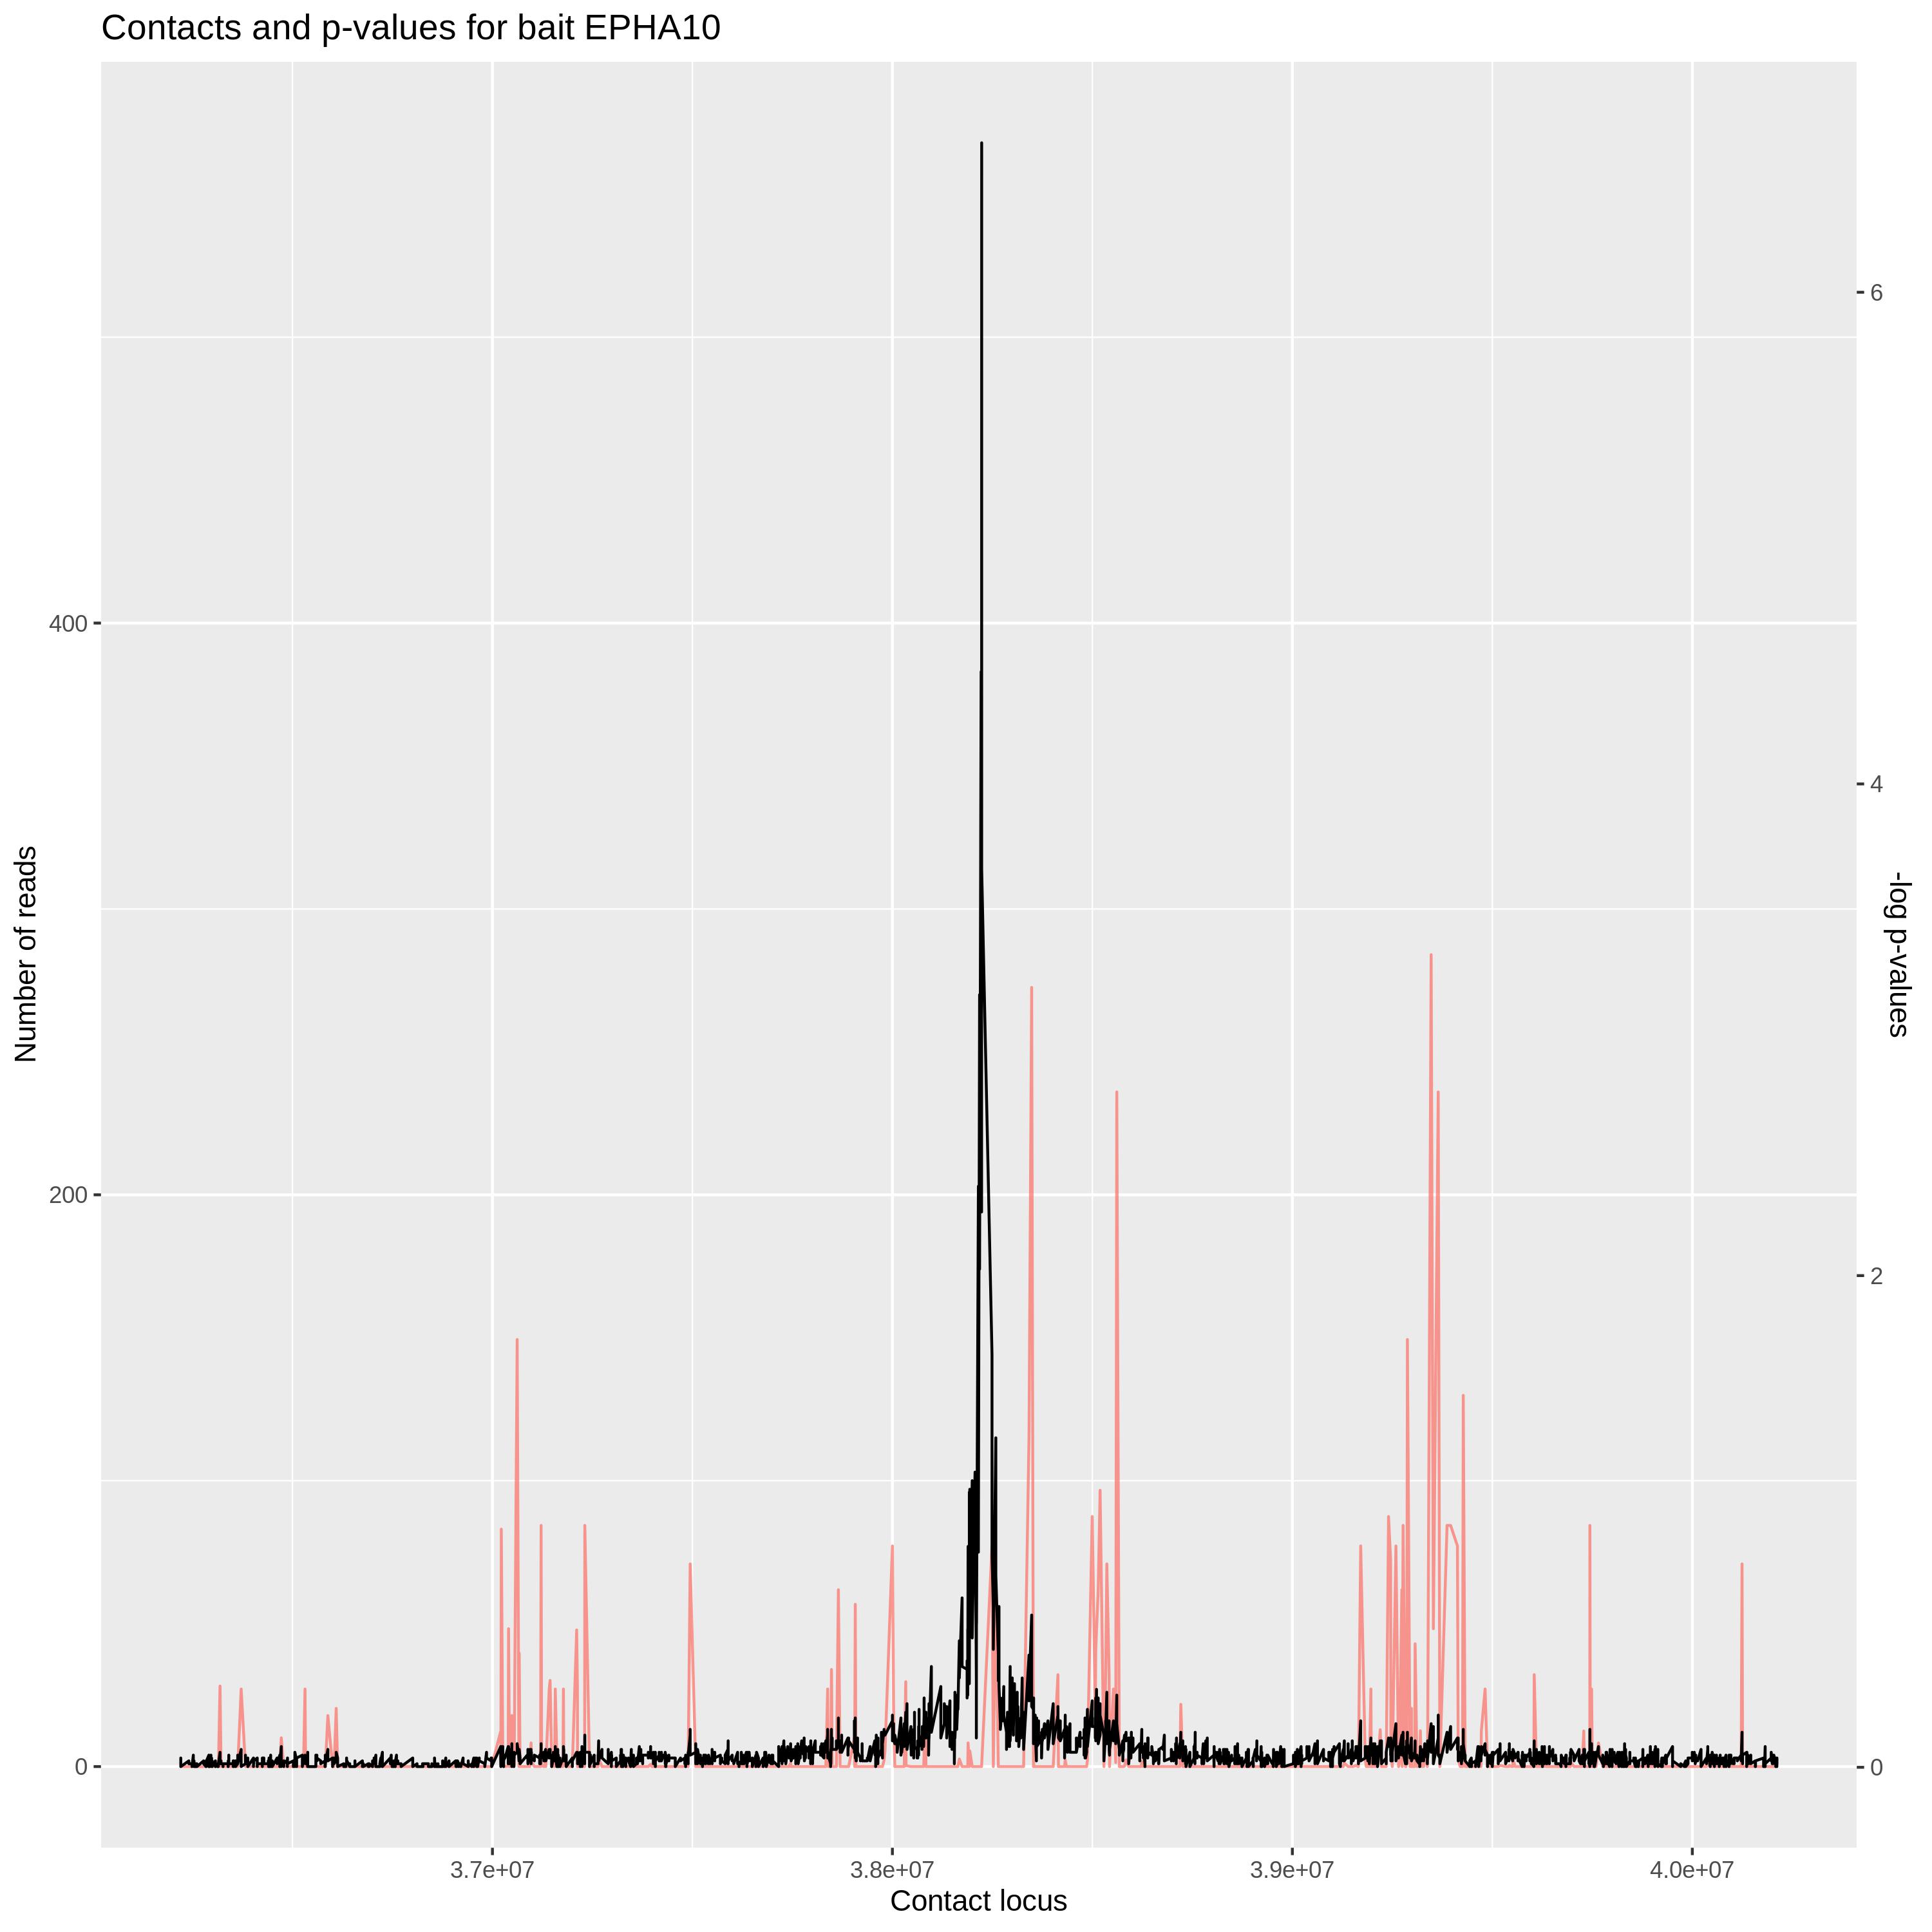 Contacts and p-values for bait EPHA10
Number of reads
400
200
0
6
4
2
0
-log p-values
3.7e+07 3.8e+07 3.9e+07 4.0e+07
Contact locus